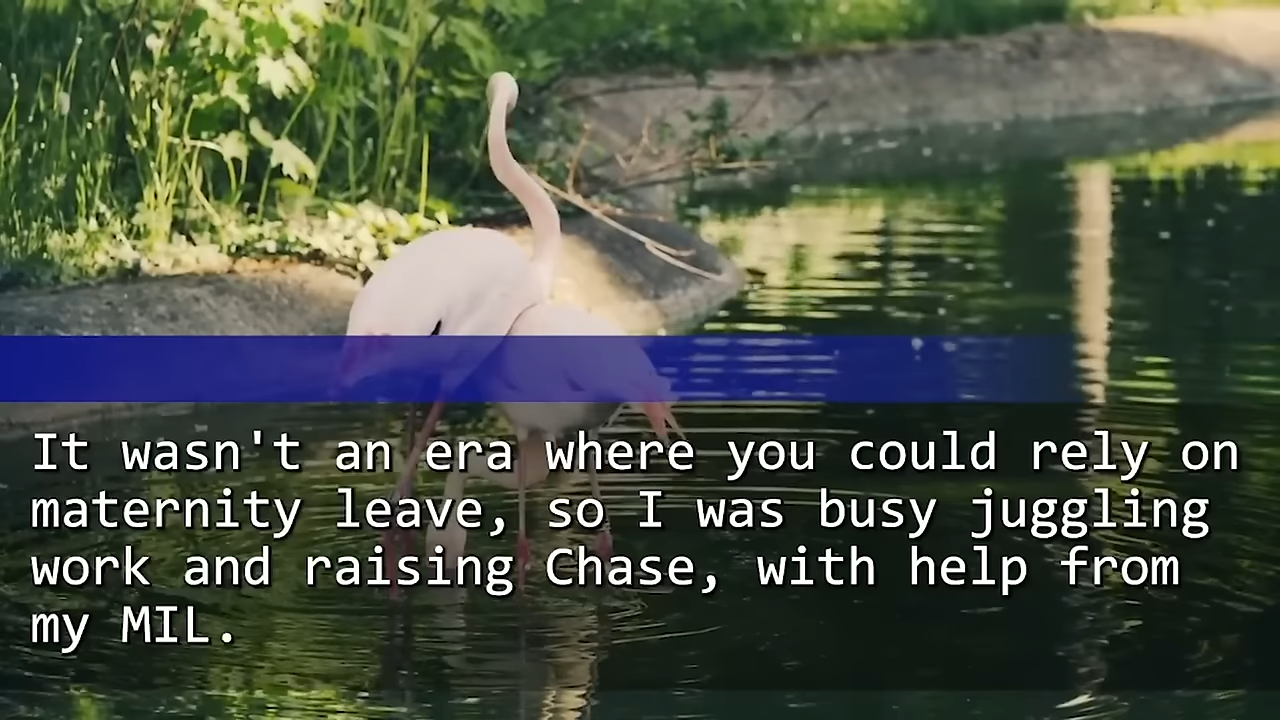 It wasn't an era where you could rely on
maternity leave, so I was busy juggling
work and raising Chase, with help from
my MIL.